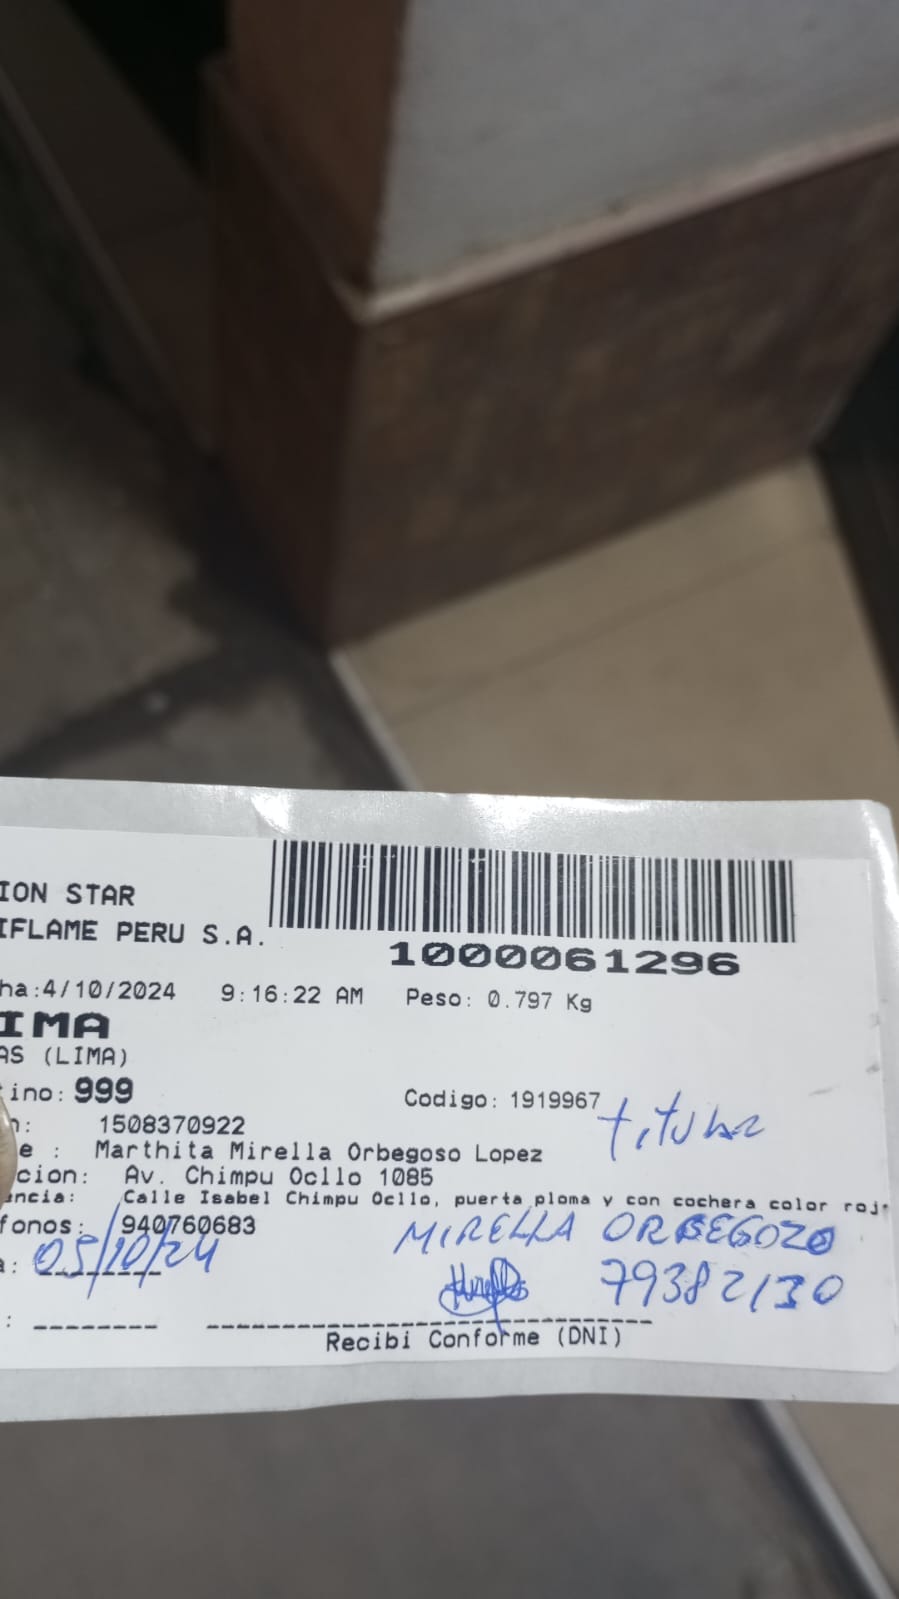 ION STAR
IFLAME PERU S.A.
1000061296
ha:4/10/2024 9:16:22 AM Peso: 0.797 Kg
IMA
AS (LIMA)
ino: 999 Codigo: 1919967
titular
: 1508370922
e : Marthita Mirella Orbegoso Lopez
cion: Av. Chimpu Ocllo 1085
encia: Calle Isabel Chimpu Ocllo, puerta ploma y con cochera color roj
fonos: 940760683
MIRELLA ORBEGOZO
a: 05/10/24
79382130
: 
Recibi Conforme (DNI)